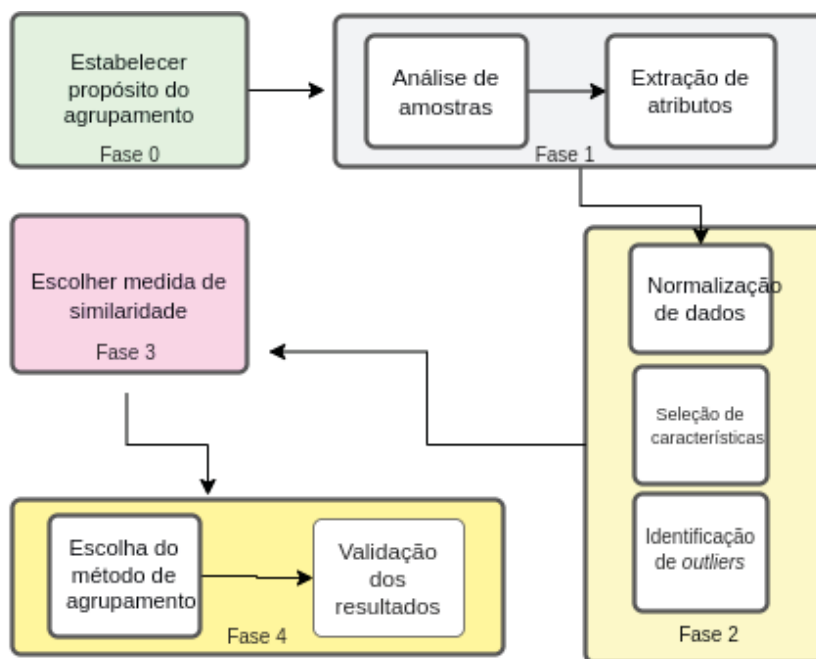 Estabelecer
propósito do
agrupamento
Fase 0
Análise de
amostras
Extração de
atributos
Fase 1
Normalização
de dados
Seleção de
características
Identificação
de outliers
Fase 2
Escolher medida de
similaridade
Fase 3
Escolha do
método de
agrupamento
Validação
dos
resultados
Fase 4